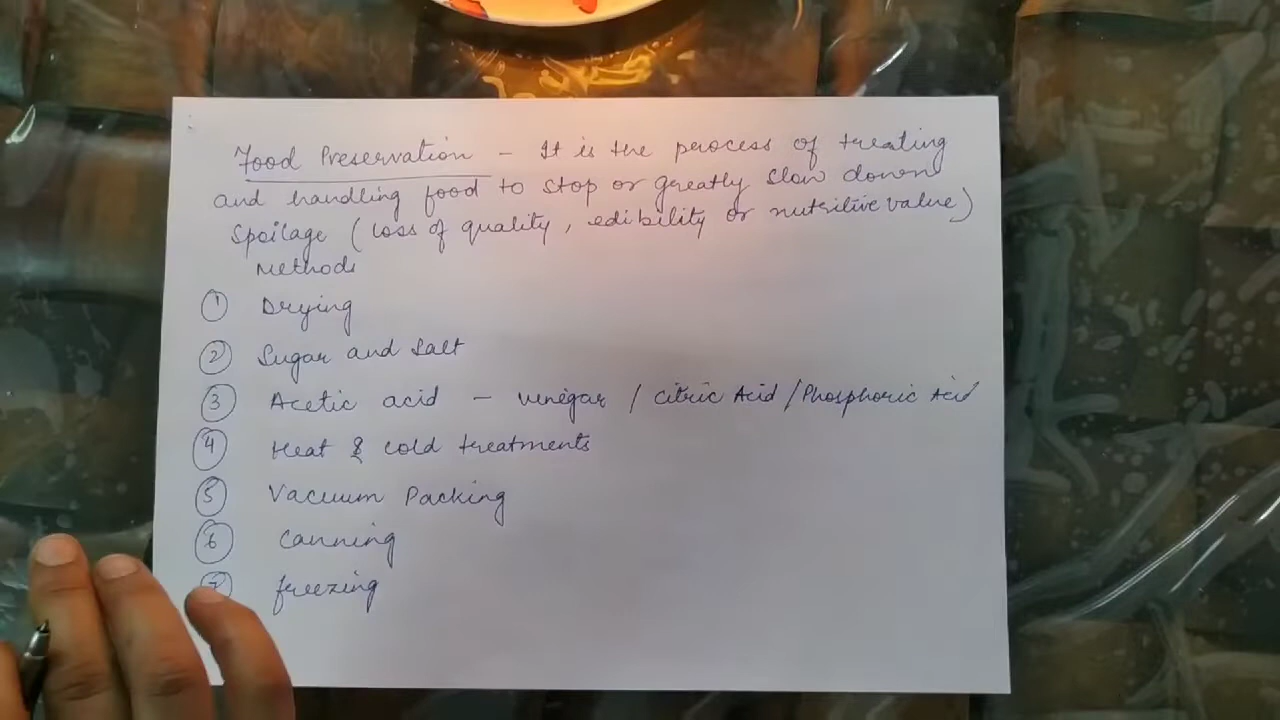 Food Preservation - It is the process of treating
and handling food to stop or greatly slow down
spoilage (loss of quality, edibility or nutritive value)
Methods
① Drying
② Sugar and Salt
③ Acetic acid - vinegar / Citric Acid / Phosphoric Acid
④ Heat & cold treatments
⑤ Vacuum Packing
⑥ Canning
⑦ freezing